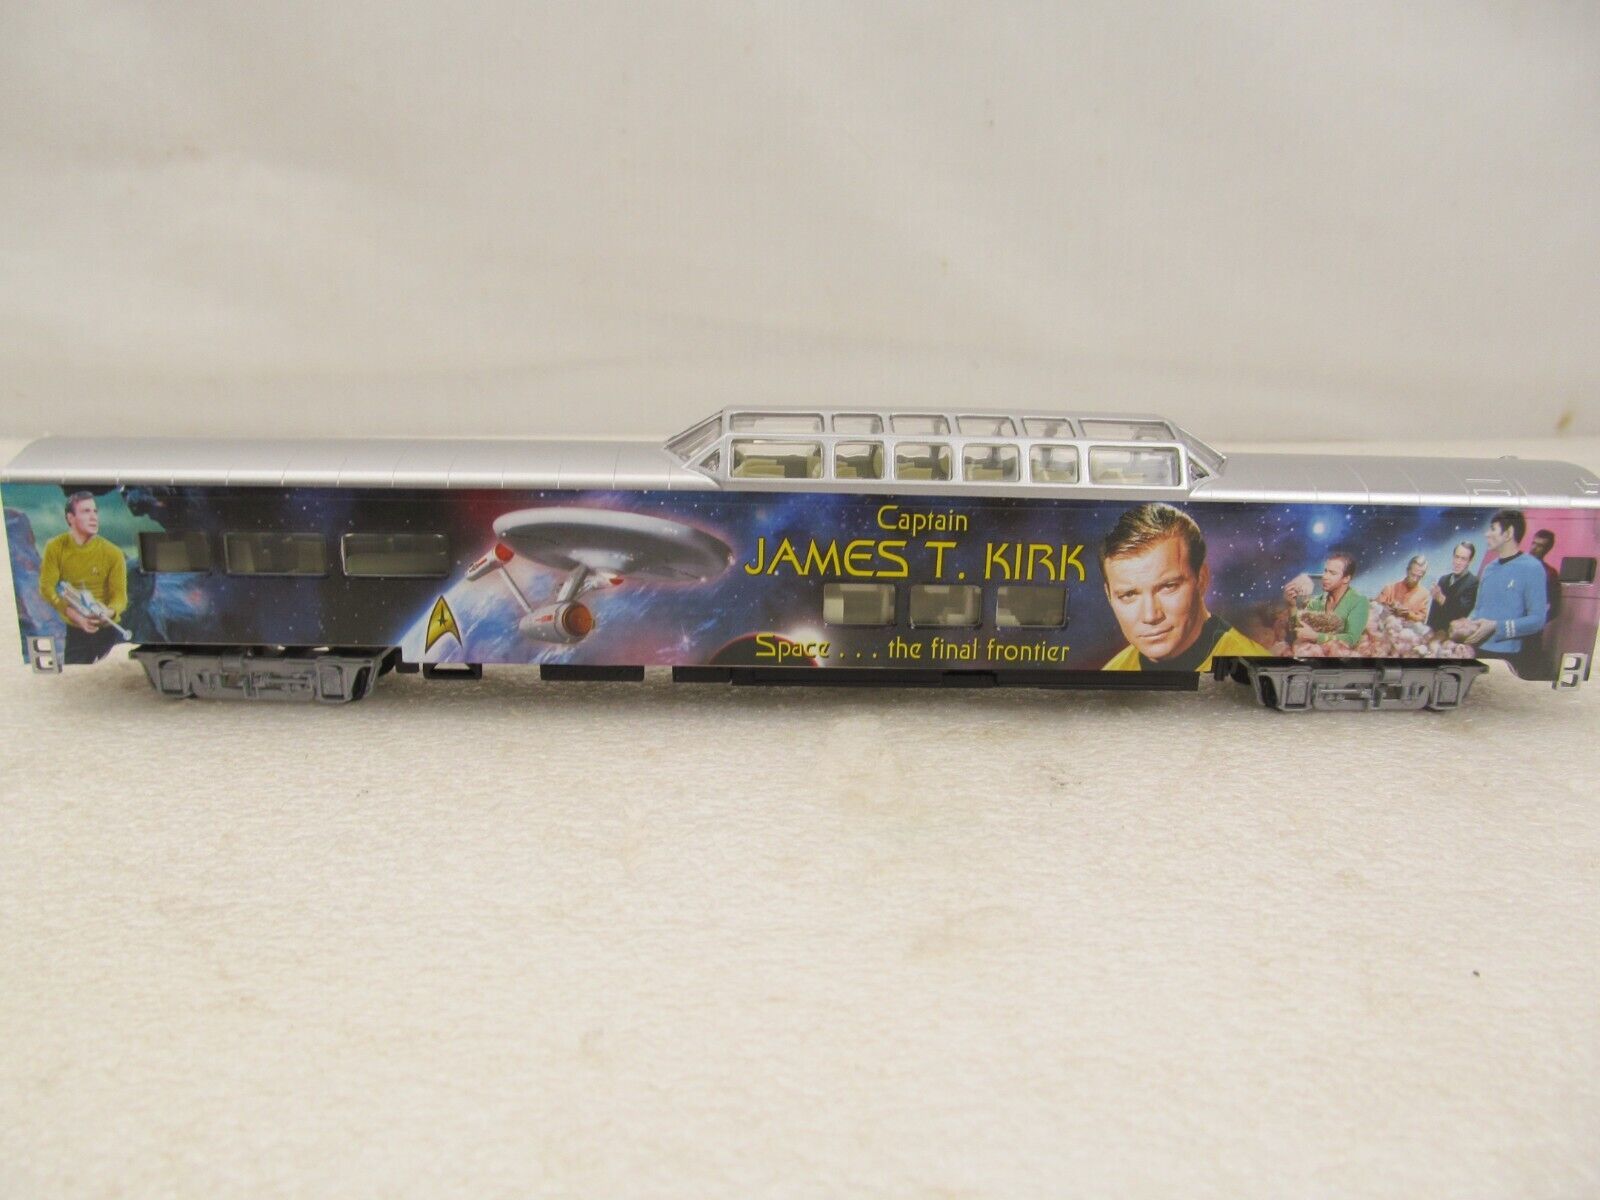 Captain
JAMES T. KIRK
Space . . . the final frontier